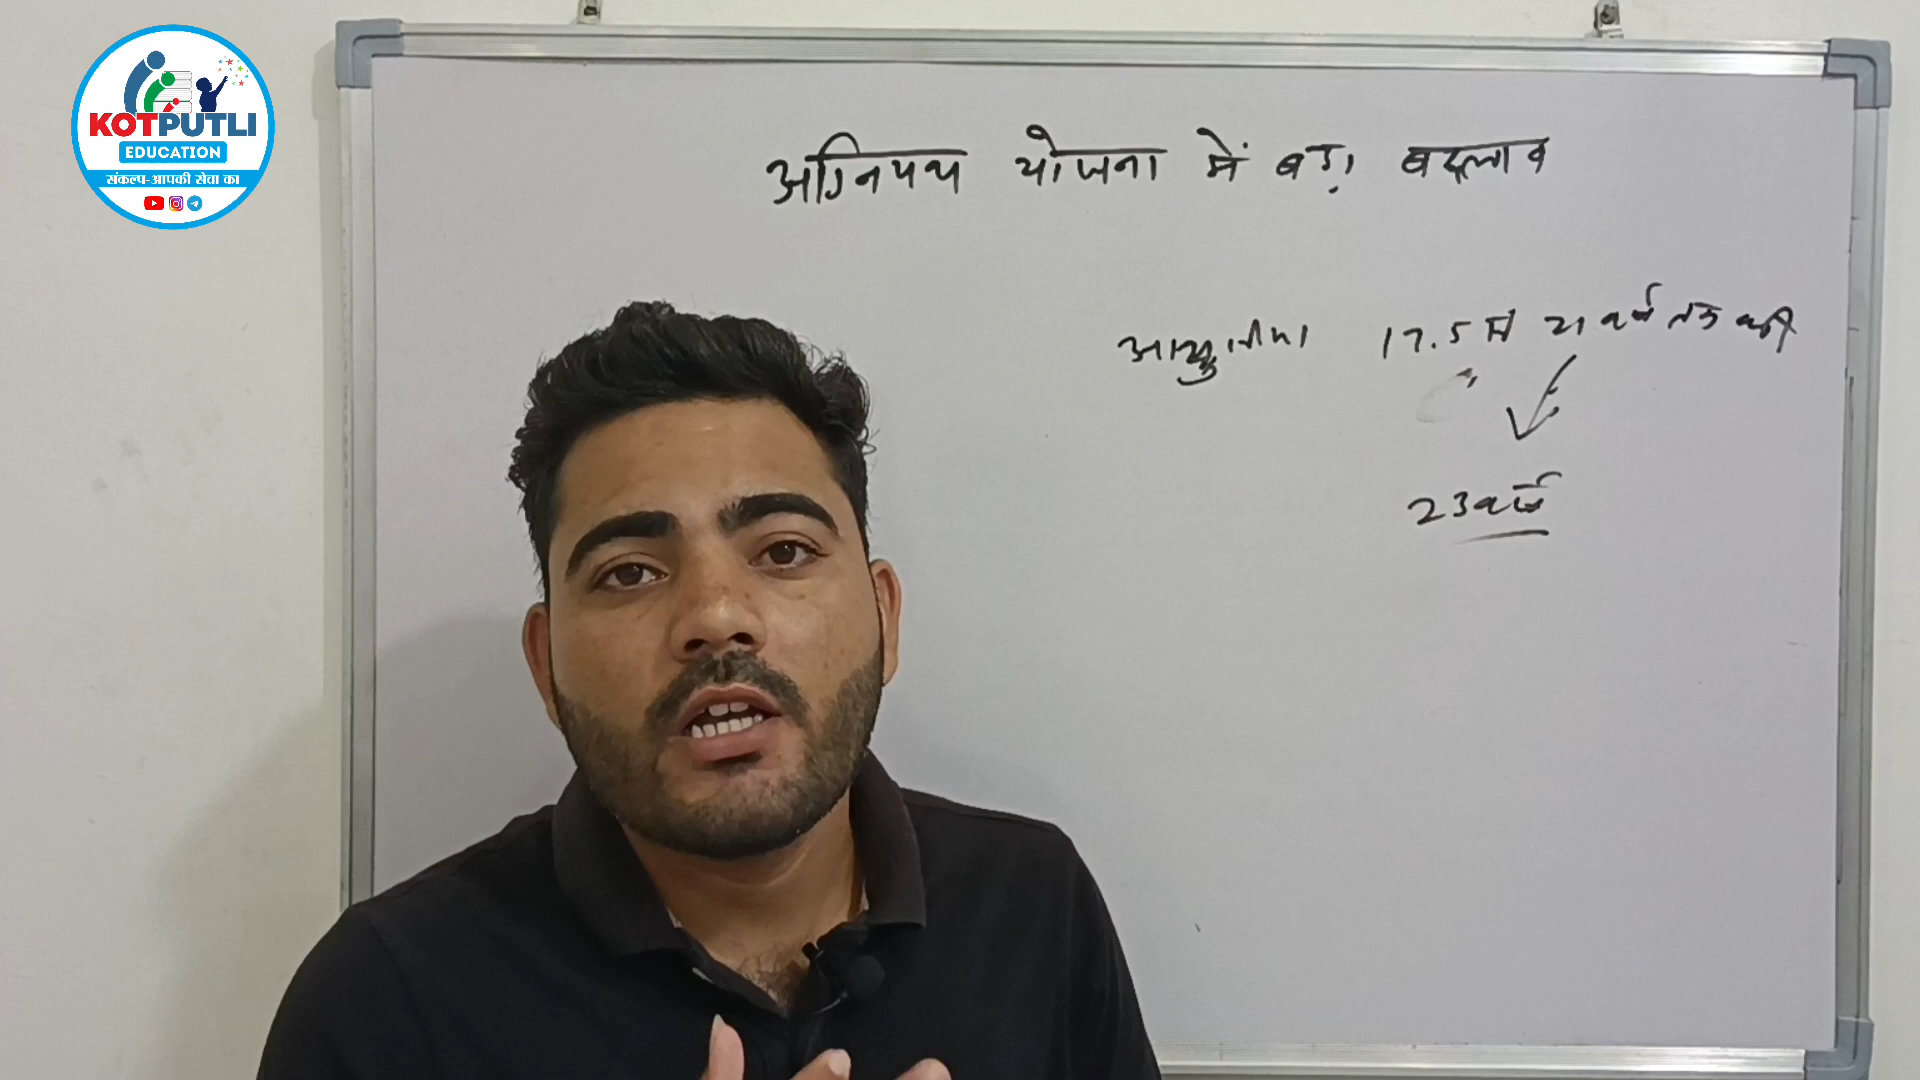 KOTPUTLI
EDUCATION
संकल्प-आपकी सेवा का
अग्निपथ योजना में बड़ा बदलाव
आयु सीमा 17.5 से 21 वर्ष तक की
23 वर्ष